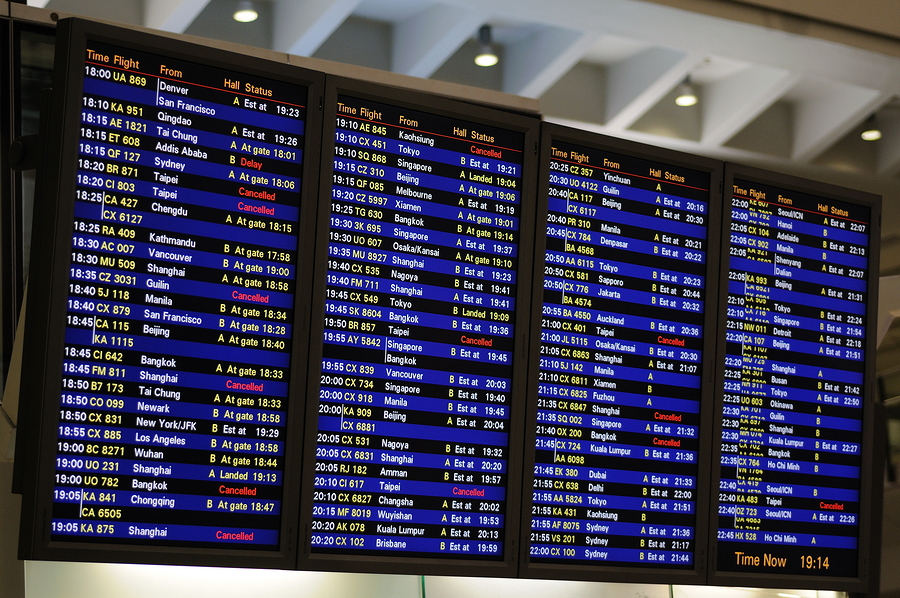 Time Flight From Hall Status
18:00 UA 869 Denver A Est at 19:23
San Francisco
18:10 KA 951 Qingdao A Est at 19:26
18:15 AE 1821 Tai Chung A At gate 18:01
18:15 ET 608 Addis Ababa B Delay
18:15 QF 127 Sydney A At gate 18:06
18:20 BR 871 Taipei Cancelled
18:20 CI 803 Taipei Cancelled
18:25 CA 427 Chengdu A At gate 18:15
CX 6127
18:25 RA 409 Kathmandu B At gate 17:58
18:30 AC 007 Vancouver B At gate 19:00
18:30 MU 509 Shanghai A At gate 18:58
18:35 CZ 3031 Guilin Cancelled
18:40 5J 118 Manila B At gate 18:34
18:40 CX 879 San Francisco B At gate 18:28
18:45 CA 115 Beijing A At gate 18:40
KA 1115
18:45 CI 642 Bangkok A At gate 18:33
18:45 FM 811 Shanghai Cancelled
18:50 B7 173 Tai Chung A At gate 18:33
18:50 CO 099 Newark B At gate 18:58
18:50 CX 831 New York/JFK B Est at 19:29
18:55 CX 885 Los Angeles B At gate 18:58
19:00 8C 8271 Wuhan B At gate 18:44
19:00 UO 231 Shanghai A Landed 19:13
19:00 UO 782 Bangkok Cancelled
19:05 KA 841 Chongqing B At gate 18:47
CA 6505
19:05 KA 875 Shanghai Cancelled
Time Flight From Hall Status
19:10 AE 845 Kaohsiung Cancelled
19:10 CX 451 Tokyo B Est at 19:21
19:10 SQ 868 Singapore A Landed 19:04
19:15 CZ 310 Beijing A At gate 19:06
19:15 QF 085 Melbourne A Est at 19:19
19:20 CZ 5997 Xiamen A At gate 19:01
19:25 TG 630 Bangkok B At gate 19:14
19:30 3K 695 Singapore A Est at 19:37
19:30 UO 607 Osaka/Kansai A At gate 19:10
19:35 MU 8927 Shanghai B Est at 19:23
19:40 CX 535 Nagoya B Est at 19:41
19:40 FM 711 Shanghai A Est at 19:41
19:45 CX 549 Tokyo B Landed 19:09
19:45 SK 8604 Bangkok B Est at 19:36
19:50 BR 857 Taipei Cancelled
19:55 AY 5842 Singapore B Est at 19:45
Bangkok
19:55 CX 839 Vancouver B Est at 20:03
20:00 CX 734 Singapore B Est at 19:40
20:00 CX 918 Manila B Est at 19:45
20:00 KA 909 Beijing A Est at 20:04
CX 6881
20:05 CX 531 Nagoya B Est at 19:32
20:05 CX 6831 Shanghai A Est at 20:20
20:05 RJ 182 Amman B Est at 19:57
20:10 CI 617 Taipei Cancelled
20:10 CX 6827 Changsha A Est at 20:02
20:15 MF 8019 Wuyishan A Est at 19:53
20:20 AK 078 Kuala Lumpur A Est at 20:13
20:20 CX 102 Brisbane B Est at 19:59
Time Flight From Hall Status
20:25 CZ 357 Yinchuan A
20:30 UO 4122 Guilin A Est at 20:16
20:40 CA 117 Beijing A Est at 20:30
CX 6117
20:40 PR 310 Manila A Est at 20:21
20:45 CX 784 Denpasar B Est at 20:40
BA 4588
20:50 AA 6115 Tokyo B Est at 20:23
20:50 CX 581 Sapporo B Est at 20:44
20:50 CX 776 Jakarta B Est at 20:32
BA 4574
20:55 BA 4550 Auckland B Est at 20:36
21:00 CX 401 Taipei Cancelled
21:00 JL 5115 Osaka/Kansai B Est at 20:30
21:05 CX 6863 Shanghai A Est at 21:07
21:10 5J 142 Manila A
21:10 CX 6811 Xiamen B
21:15 CX 6825 Fuzhou A
21:35 CX 6847 Shanghai Cancelled
21:35 SQ 002 Singapore A Est at 21:32
21:40 OX 200 Bangkok Cancelled
21:45 CX 724 Kuala Lumpur B Est at 21:36
AA 6098
21:45 EK 380 Dubai A Est at 21:33
21:55 CX 638 Delhi B Est at 22:00
21:55 AA 5824 Tokyo B Est at 21:51
21:55 KA 431 Kaohsiung B
21:55 AF 8075 Sydney A Est at 21:36
21:55 VS 201 Sydney B Est at 21:17
22:00 CX 100 Sydney B Est at 21:44
Time Flight From Hall Status
22:00 Seoul/ICN A Est at 22:07
22:00 Hanoi B
22:05 CX 104 Adelaide B Est at 22:13
22:05 CX 902 Manila B Est at 22:12
Shenyang A Est at 22:07
Dalian
22:05 KA 993 Beijing A Est at 21:31
22:10 Tokyo B Est at 22:24
22:10 Singapore B Est at 21:54
22:15 NW 011 Detroit A Est at 22:18
22:20 CA 107 Beijing A Est at 21:51
22:20 Shanghai A
22:25 Busan B Est at 21:42
22:25 Tokyo A Est at 22:50
22:25 UO 603 Okinawa A
22:30 Guilin B
22:30 Shanghai B
22:30 Kuala Lumpur B Est at 22:27
22:35 Bangkok B
22:35 CX 764 Ho Chi Minh B
22:40 Seoul/ICN B
22:40 KA 483 Taipei Cancelled
22:40 OZ 723 Seoul/ICN A Est at 22:26
22:45 HX 528 Ho Chi Minh A
Time Now 19:14